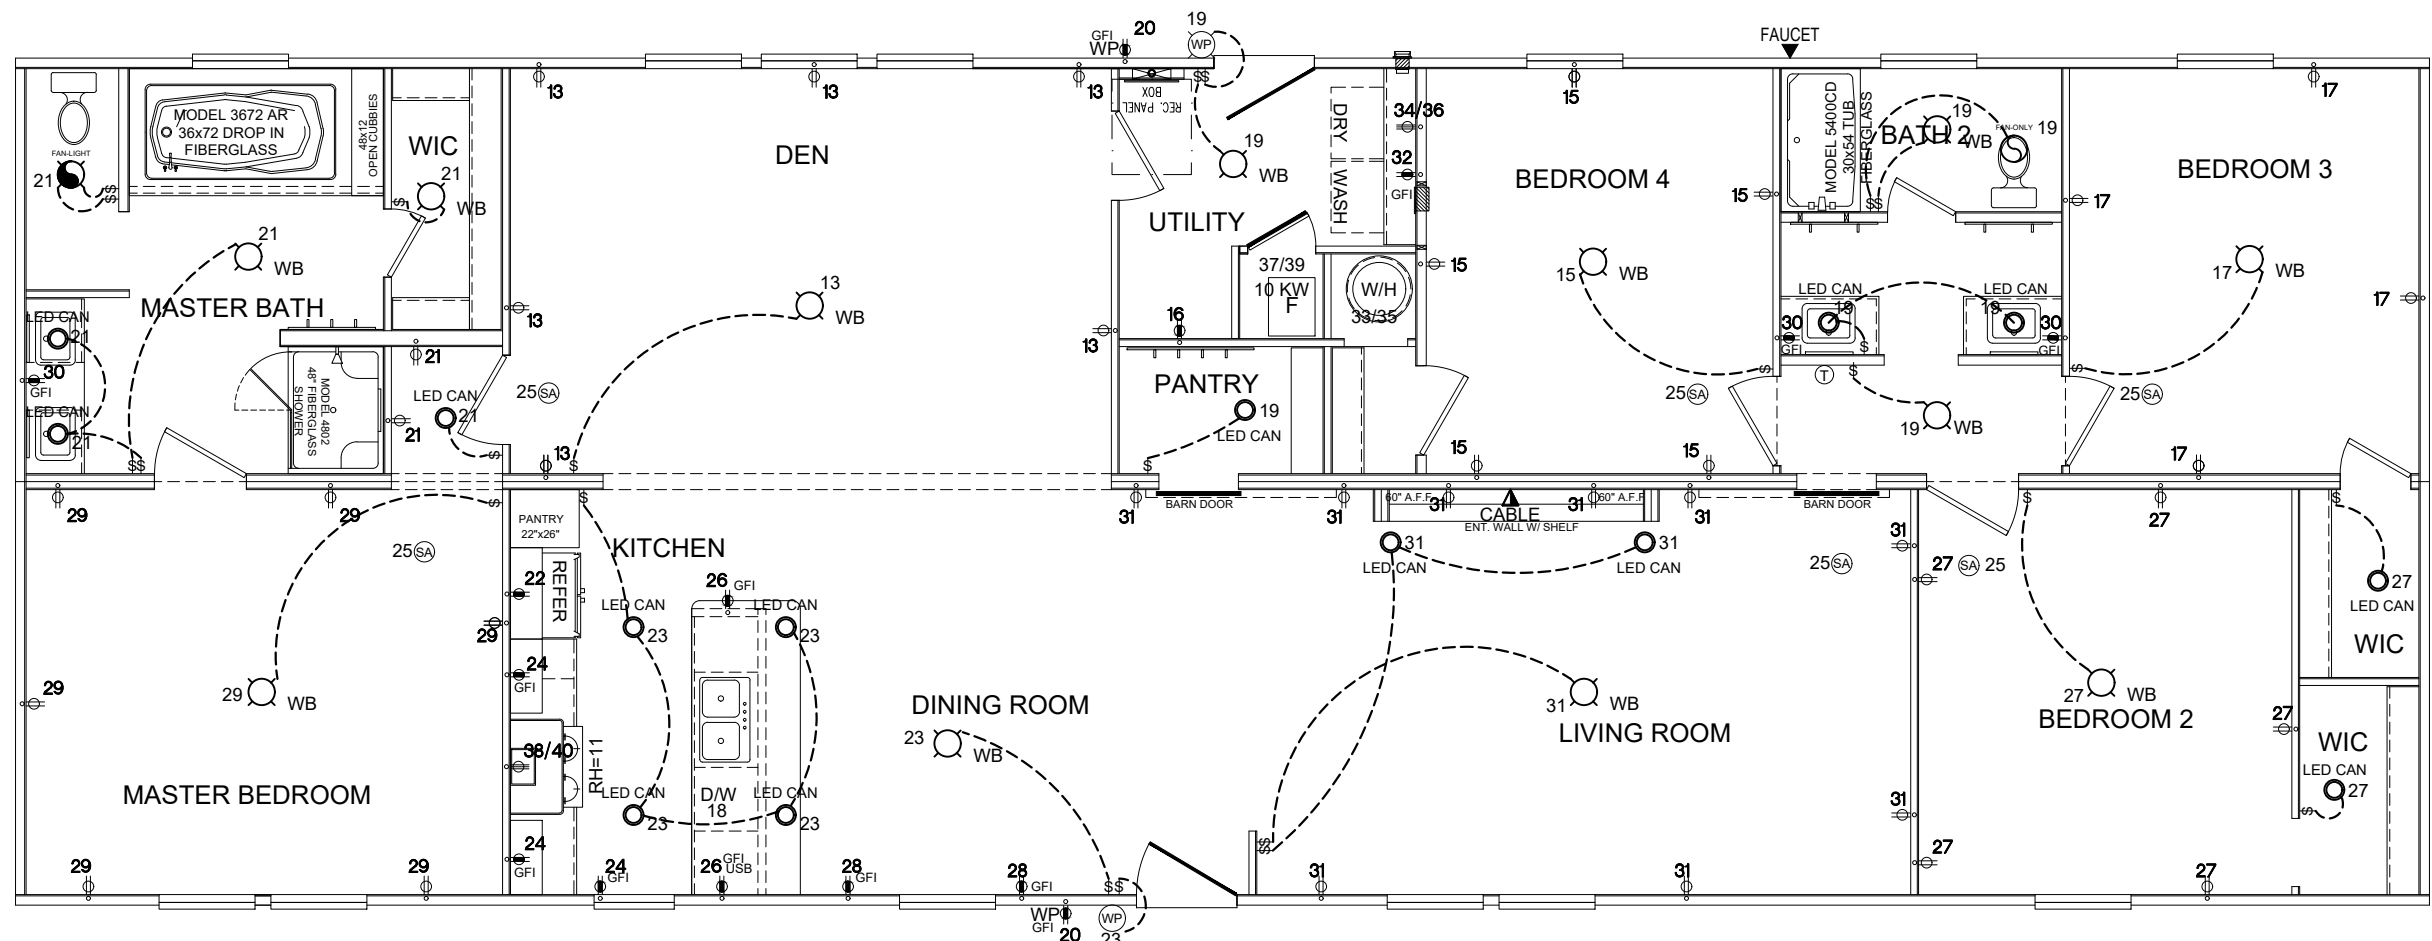 19
20
GFI
WP
WP
FAUCET
13
13
13
15
17
MODEL 3672 AR
36x72 DROP IN
FIBERGLASS
48x12
OPEN CUBBIES
WIC
DEN
REC. PANEL
BOX
DRY
34/36
MODEL 5400CD
30x54 TUB
FIBERGLASS
19
BATH 2
WB
FAN-ONLY
19
BEDROOM 3
FAN-LIGHT
21
21
WB
$$
$
$$
19
WB
WASH
32
GFI
BEDROOM 4
15
$$
17
UTILITY
21
WB
MASTER BATH
13
WB
13
37/39
10 KW
F
W/H
33/35
15
15
WB
17
WB
17
LED CAN
21
LED CAN
19
LED CAN
19
30
GFI
30
GFI
$
16
13
21
30
GFI
LED CAN
21
MODEL 4802
48" FIBERGLASS
SHOWER
LED CAN
21
21
25
SA
PANTRY
19
LED CAN
$
$
T
$
25
SA
19
WB
$
25
SA
$$
$
13
$
15
15
17
29
29
$
PANTRY
22"x26"
$
31
BARN DOOR
31
60" A.F.F
31
CABLE
ENT. WALL W/ SHELF
31
60" A.F.F
31
BARN DOOR
$
27
$
25
SA
KITCHEN
REFER
22
26
GFI
31
LED CAN
31
LED CAN
31
25
SA
27
SA
25
27
LED CAN
WIC
LED CAN
23
LED CAN
23
29
24
GFI
29
29
WB
DINING ROOM
23
WB
31
WB
LIVING ROOM
27
WB
BEDROOM 2
27
WIC
LED CAN
27
$
38/40
RH=11
MASTER BEDROOM
LED CAN
23
D/W
18
LED CAN
23
31
24
GFI
$$
27
29
29
24
GFI
26
GFI
USB
28
GFI
28
GFI
$$
31
31
27
WP
GFI
20
WP
23